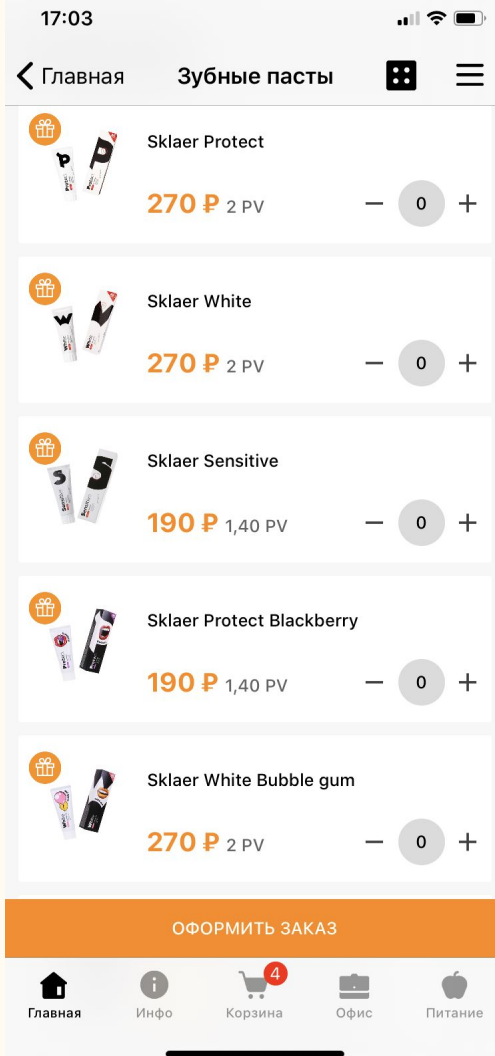 17:03
Главная
Зубные пасты
Sklaer Protect
270 ₽ 2 PV
− 0 +
Sklaer White
270 ₽ 2 PV
− 0 +
Sklaer Sensitive
190 ₽ 1,40 PV
− 0 +
Sklaer Protect Blackberry
190 ₽ 1,40 PV
− 0 +
Sklaer White Bubble gum
270 ₽ 2 PV
− 0 +
ОФОРМИТЬ ЗАКАЗ
4
Главная Инфо Корзина Офис Питание